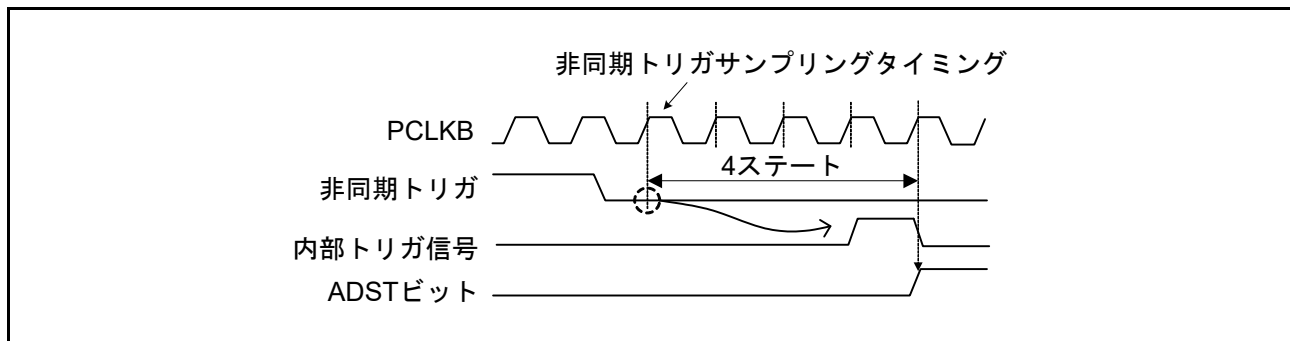 非同期トリガサンプリングタイミング
PCLKB
4ステート
非同期トリガ
内部トリガ信号
ADSTビット